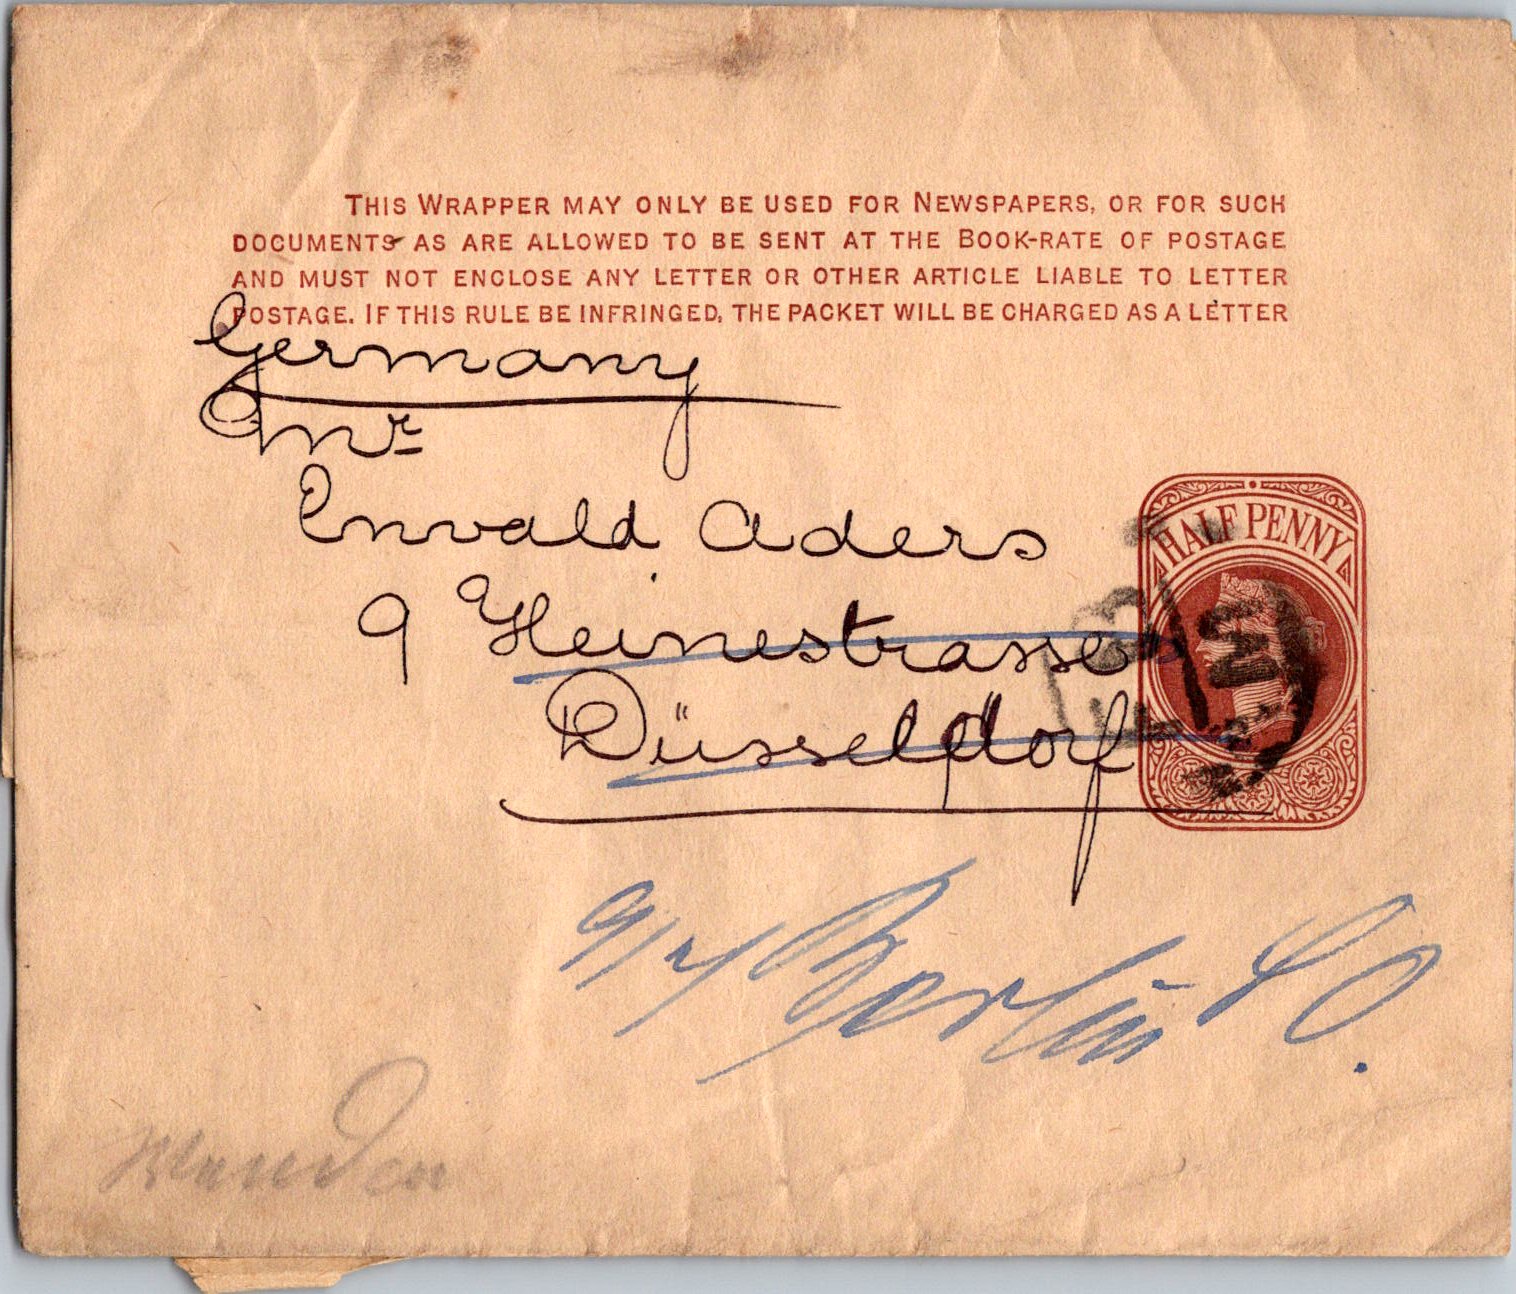 THIS WRAPPER MAY ONLY BE USED FOR NEWSPAPERS, OR FOR SUCH
DOCUMENTS AS ARE ALLOWED TO BE SENT AT THE BOOK-RATE OF POSTAGE
AND MUST NOT ENCLOSE ANY LETTER OR OTHER ARTICLE LIABLE TO LETTER
POSTAGE. IF THIS RULE BE INFRINGED, THE PACKET WILL BE CHARGED AS A LETTER
Germany
Mr
Envald Aders
9 Heinestrasse
Düsseldorf
HALF PENNY
Berlin
Wenden